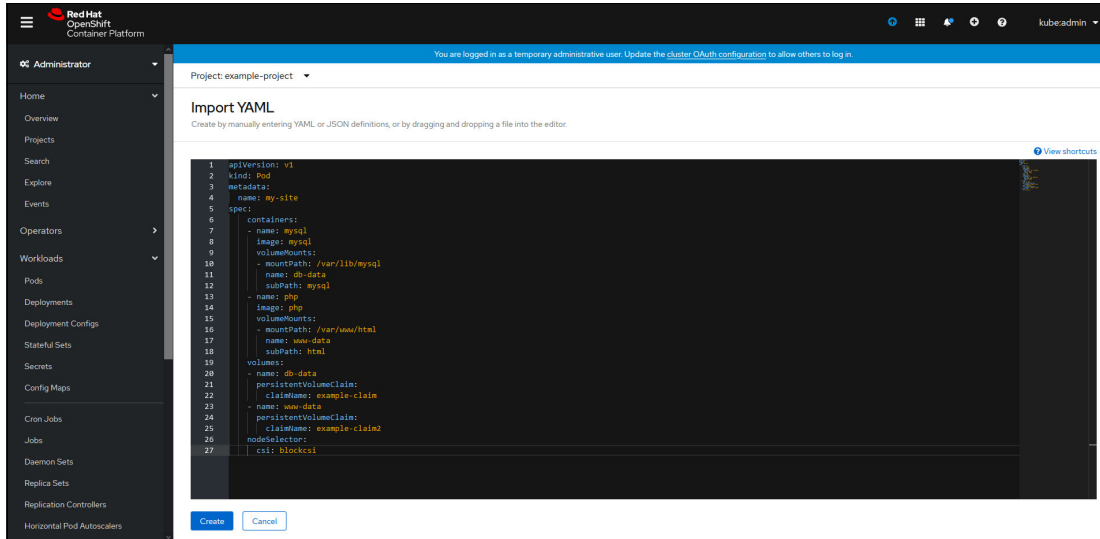 Red Hat
OpenShift
Container Platform
kube:admin
Administrator
You are logged in as a temporary administrative user. Update the cluster OAuth configuration to allow others to log in.
Project: example-project
Home
Overview
Projects
Search
Explore
Events
Operators
Workloads
Pods
Deployments
Deployment Configs
Stateful Sets
Secrets
Config Maps
Cron Jobs
Jobs
Daemon Sets
Replica Sets
Replication Controllers
Horizontal Pod Autoscalers
Import YAML
Create by manually entering YAML or JSON definitions, or by dragging and dropping a file into the editor.
View shortcuts
1 apiVersion: v1
2 kind: Pod
3 metadata:
4 name: my-site
5 spec:
6 containers:
7 - name: mysql
8 image: mysql
9 volumeMounts:
10 - mountPath: /var/lib/mysql
11 name: db-data
12 subPath: mysql
13 - name: php
14 image: php
15 volumeMounts:
16 - mountPath: /var/www/html
17 name: www-data
18 subPath: html
19 volumes:
20 - name: db-data
21 persistentVolumeClaim:
22 claimName: example-claim
23 - name: www-data
24 persistentVolumeClaim:
25 claimName: example-claim2
26 nodeSelector:
27 csi: blockcsi
Create
Cancel